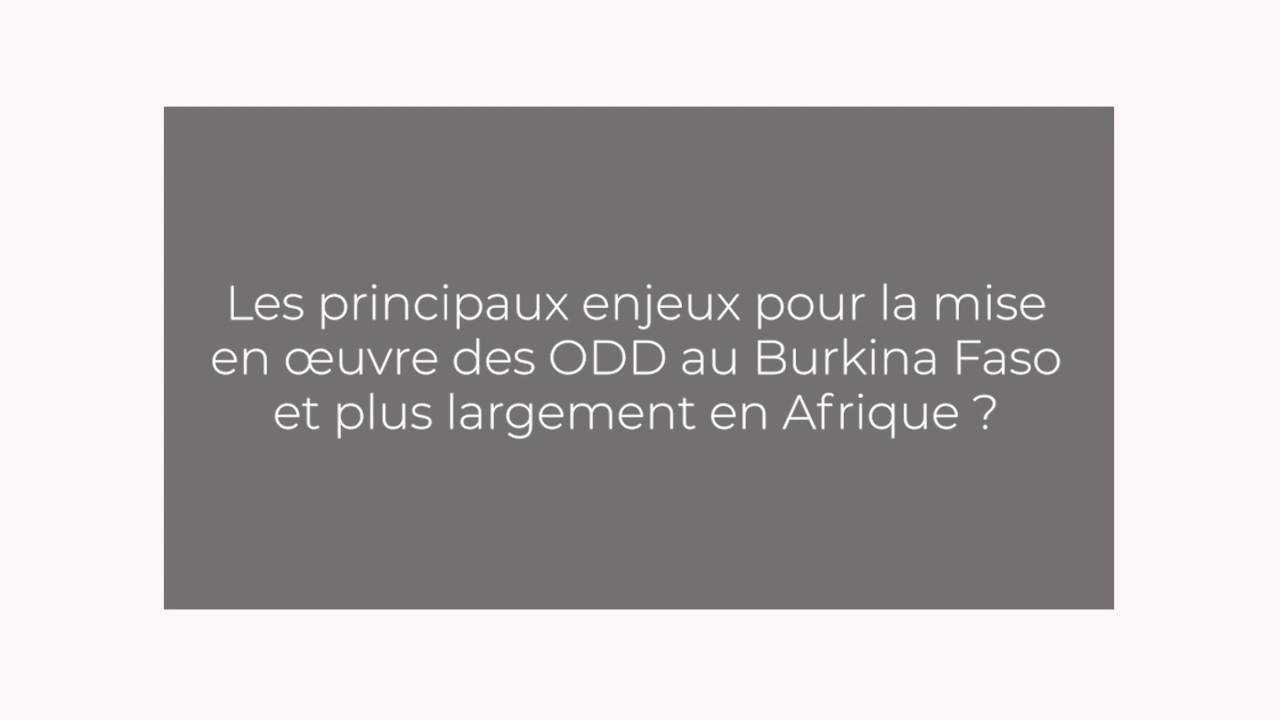 Les principaux enjeux pour la mise
en œuvre des ODD au Burkina Faso
et plus largement en Afrique ?